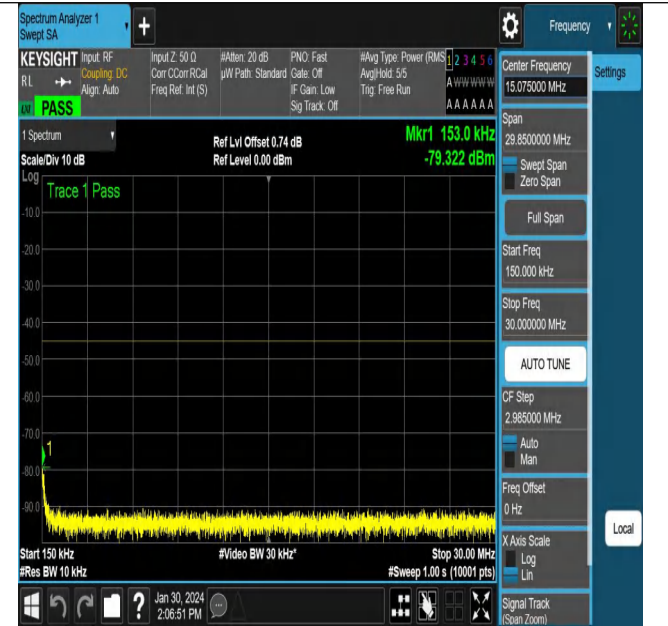 Spectrum Analyzer 1
Swept SA
Frequency
KEYSIGHT
RL
PASS
Input: RF
Coupling: DC
Align: Auto
Input Z: 50 Ω
Corr CCorr RCal
Freq Ref: Int (S)
#Atten: 20 dB
µW Path: Standard
PNO: Fast
Gate: Off
IF Gain: Low
Sig Track: Off
#Avg Type: Power (RMS
Avg|Hold: 5/5
Trig: Free Run
1 2 3 4 5 6
A W W W W W
A A A A A A
1 Spectrum
Scale/Div 10 dB
Ref Lvl Offset 0.74 dB
Ref Level 0.00 dBm
Mkr1 153.0 kHz
-79.322 dBm
Log
Trace 1 Pass
-10.0
-20.0
-30.0
-50.0
-60.0
-70.0
1
-80.0
-90.0
Start 150 kHz
#Res BW 10 kHz
#Video BW 30 kHz*
Stop 30.00 MHz
#Sweep 1.00 s (10001 pts)
Jan 30, 2024
2:06:51 PM
Center Frequency
15.075000 MHz
Settings
Span
29.8500000 MHz
Swept Span
Zero Span
Full Span
Start Freq
150.000 kHz
Stop Freq
30.000000 MHz
AUTO TUNE
CF Step
2.985000 MHz
Auto
Man
Freq Offset
0 Hz
Local
X Axis Scale
Log
Lin
Signal Track
(Span Zoom)